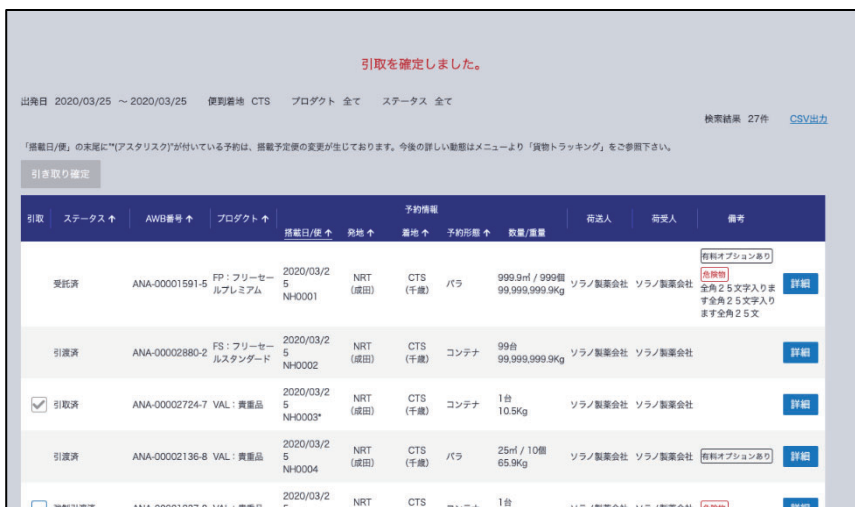 引取を確定しました。
出発日 2020/03/25 ～2020/03/25 便到着地 CTS プロダクト 全て ステータス 全て
検索結果 27件 CSV出力
「搭載日/便」の末尾に"*(アスタリスク)"が付いている予約は、搭載予定便の変更が生じております。今後の詳しい動態はメニューより「貨物トラッキング」をご参照下さい。
引き取り確定
予約情報
引取 ステータス↑ AWB番号↑ プロダクト↑ 荷送人 荷受人 備考
搭載日/便↑ 発地↑ 着地↑ 予約形態↑ 数量/重量
有料オプションあり
受託済 ANA-00001591-5 FP：フリーセールプレミアム 2020/03/25 NH0001 NRT (成田) CTS (千歳) バラ 999.9㎥ / 999個 99,999,999.9Kg ソラノ製薬会社 ソラノ製薬会社 危険物 詳細
全角２５文字入りま
す全角２５文字入り
ます全角２５文
引渡済 ANA-00002880-2 FS：フリーセールスタンダード 2020/03/25 NH0002 NRT (成田) CTS (千歳) コンテナ 99台 99,999,999.9Kg ソラノ製薬会社 ソラノ製薬会社 詳細
引取済 ANA-00002724-7 VAL：貴重品 2020/03/25 NH0003* NRT (成田) CTS (千歳) コンテナ 1台 10.5Kg ソラノ製薬会社 ソラノ製薬会社 詳細
引渡済 ANA-00002136-8 VAL：貴重品 2020/03/25 NH0004 NRT (成田) CTS (千歳) バラ 25㎥ / 10個 65.9Kg ソラノ製薬会社 ソラノ製薬会社 有料オプションあり 詳細
2020/03/2 NRT CTS 1台